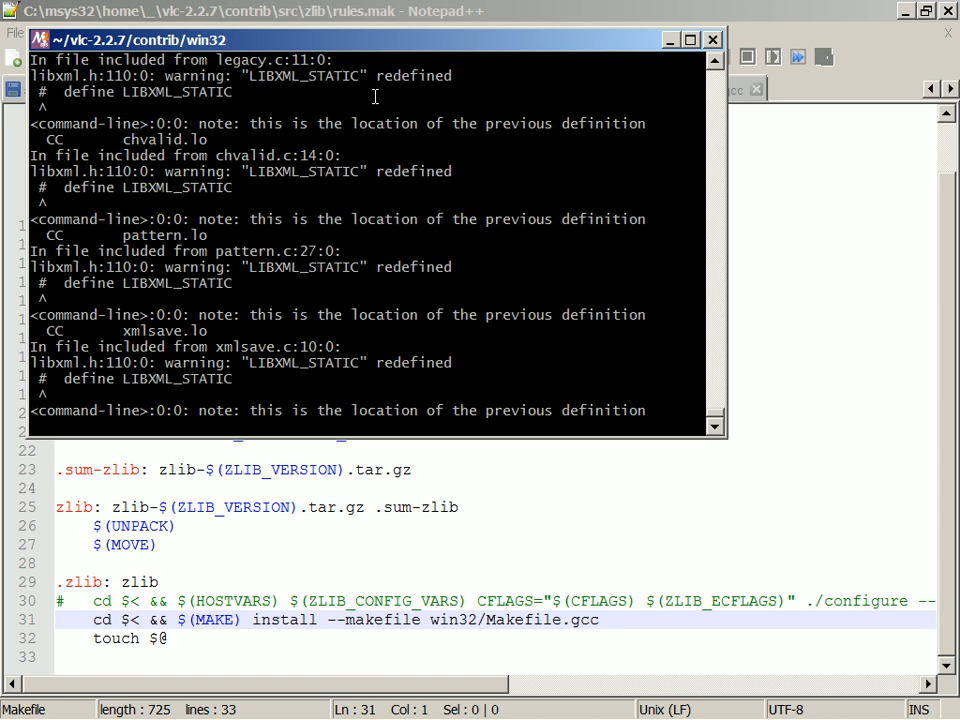 C:\msys32\home\_\vlc-2.2.7\contrib\src\zlib\rules.mak - Notepad++
File
~/vlc-2.2.7/contrib/win32
gcc
In file included from legacy.c:11:0:
libxml.h:110:0: warning: "LIBXML_STATIC" redefined
# define LIBXML_STATIC
^
<command-line>:0:0: note: this is the location of the previous definition
CC chvalid.lo
In file included from chvalid.c:14:0:
libxml.h:110:0: warning: "LIBXML_STATIC" redefined
# define LIBXML_STATIC
^
<command-line>:0:0: note: this is the location of the previous definition
CC pattern.lo
In file included from pattern.c:27:0:
libxml.h:110:0: warning: "LIBXML_STATIC" redefined
# define LIBXML_STATIC
^
<command-line>:0:0: note: this is the location of the previous definition
CC xmlsave.lo
In file included from xmlsave.c:10:0:
libxml.h:110:0: warning: "LIBXML_STATIC" redefined
# define LIBXML_STATIC
^
<command-line>:0:0: note: this is the location of the previous definition
22
23 .sum-zlib: zlib-$(ZLIB_VERSION).tar.gz
24
25 zlib: zlib-$(ZLIB_VERSION).tar.gz .sum-zlib
26 $(UNPACK)
27 $(MOVE)
28
29 .zlib: zlib
30 # cd $< && $(HOSTVARS) $(ZLIB_CONFIG_VARS) CFLAGS="$(CFLAGS) $(ZLIB_ECFLAGS)" ./configure --
31 cd $< && $(MAKE) install --makefile win32/Makefile.gcc
32 touch $@
33
Makefile length : 725 lines : 33 Ln : 31 Col : 1 Sel : 0 | 0 Unix (LF) UTF-8 INS